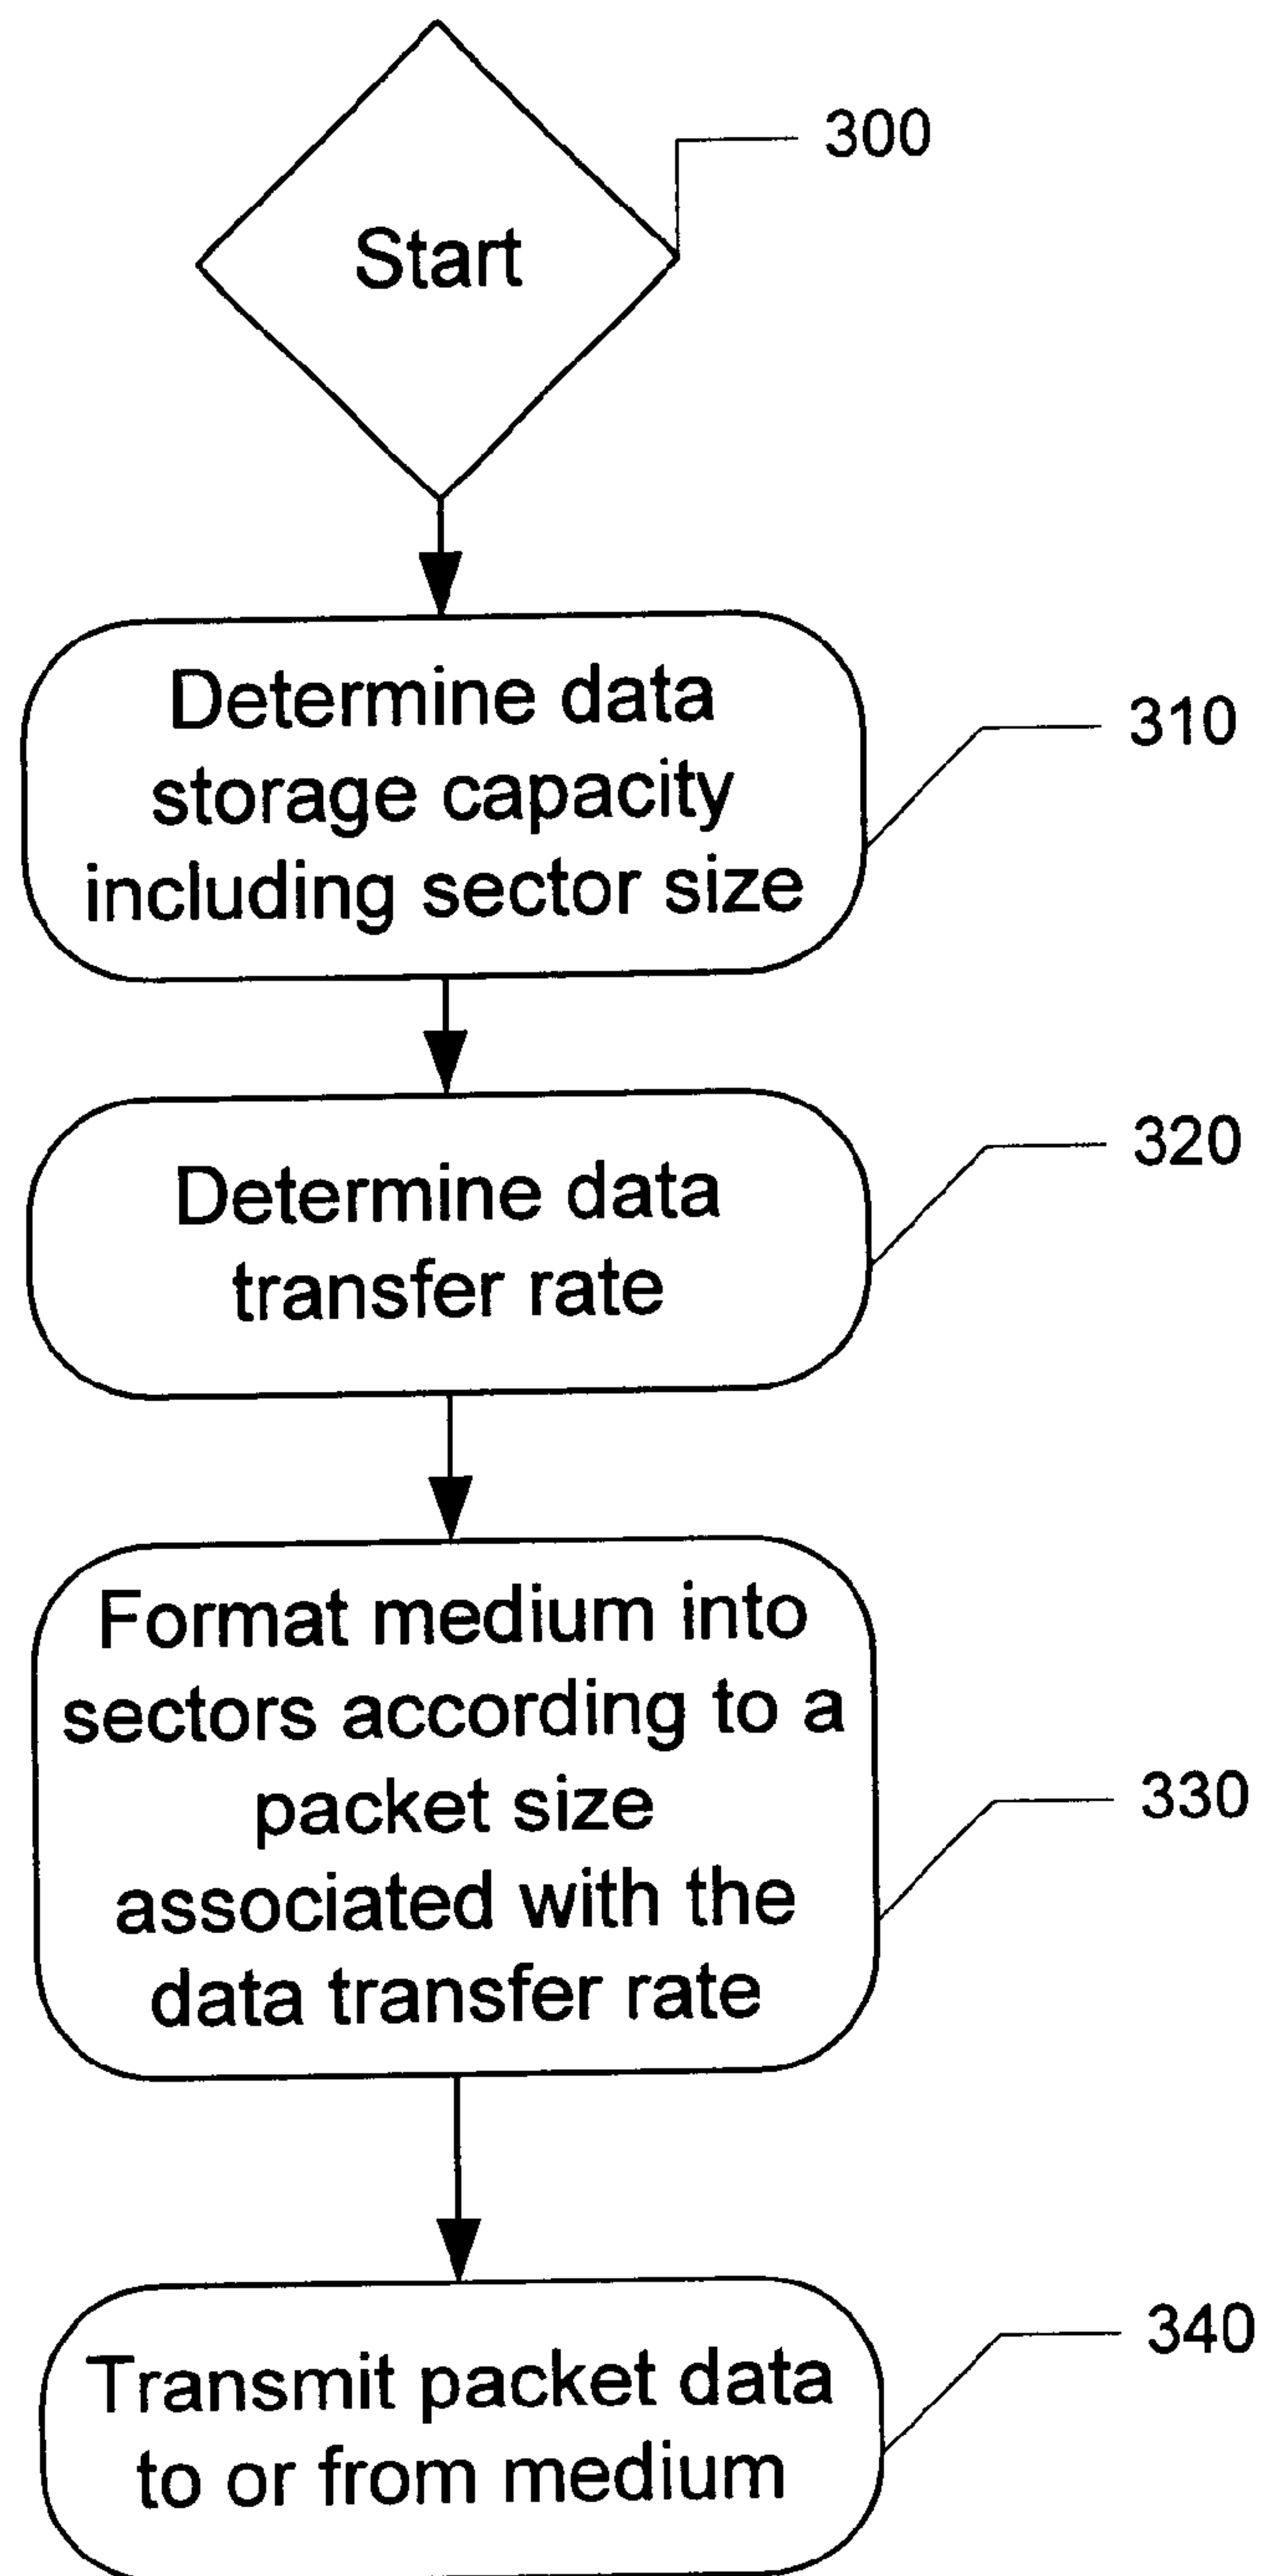 Start
300
Determine data
storage capacity
including sector size
310
Determine data
transfer rate
320
Format medium into
sectors according to a
packet size
associated with the
data transfer rate
330
Transmit packet data
to or from medium
340